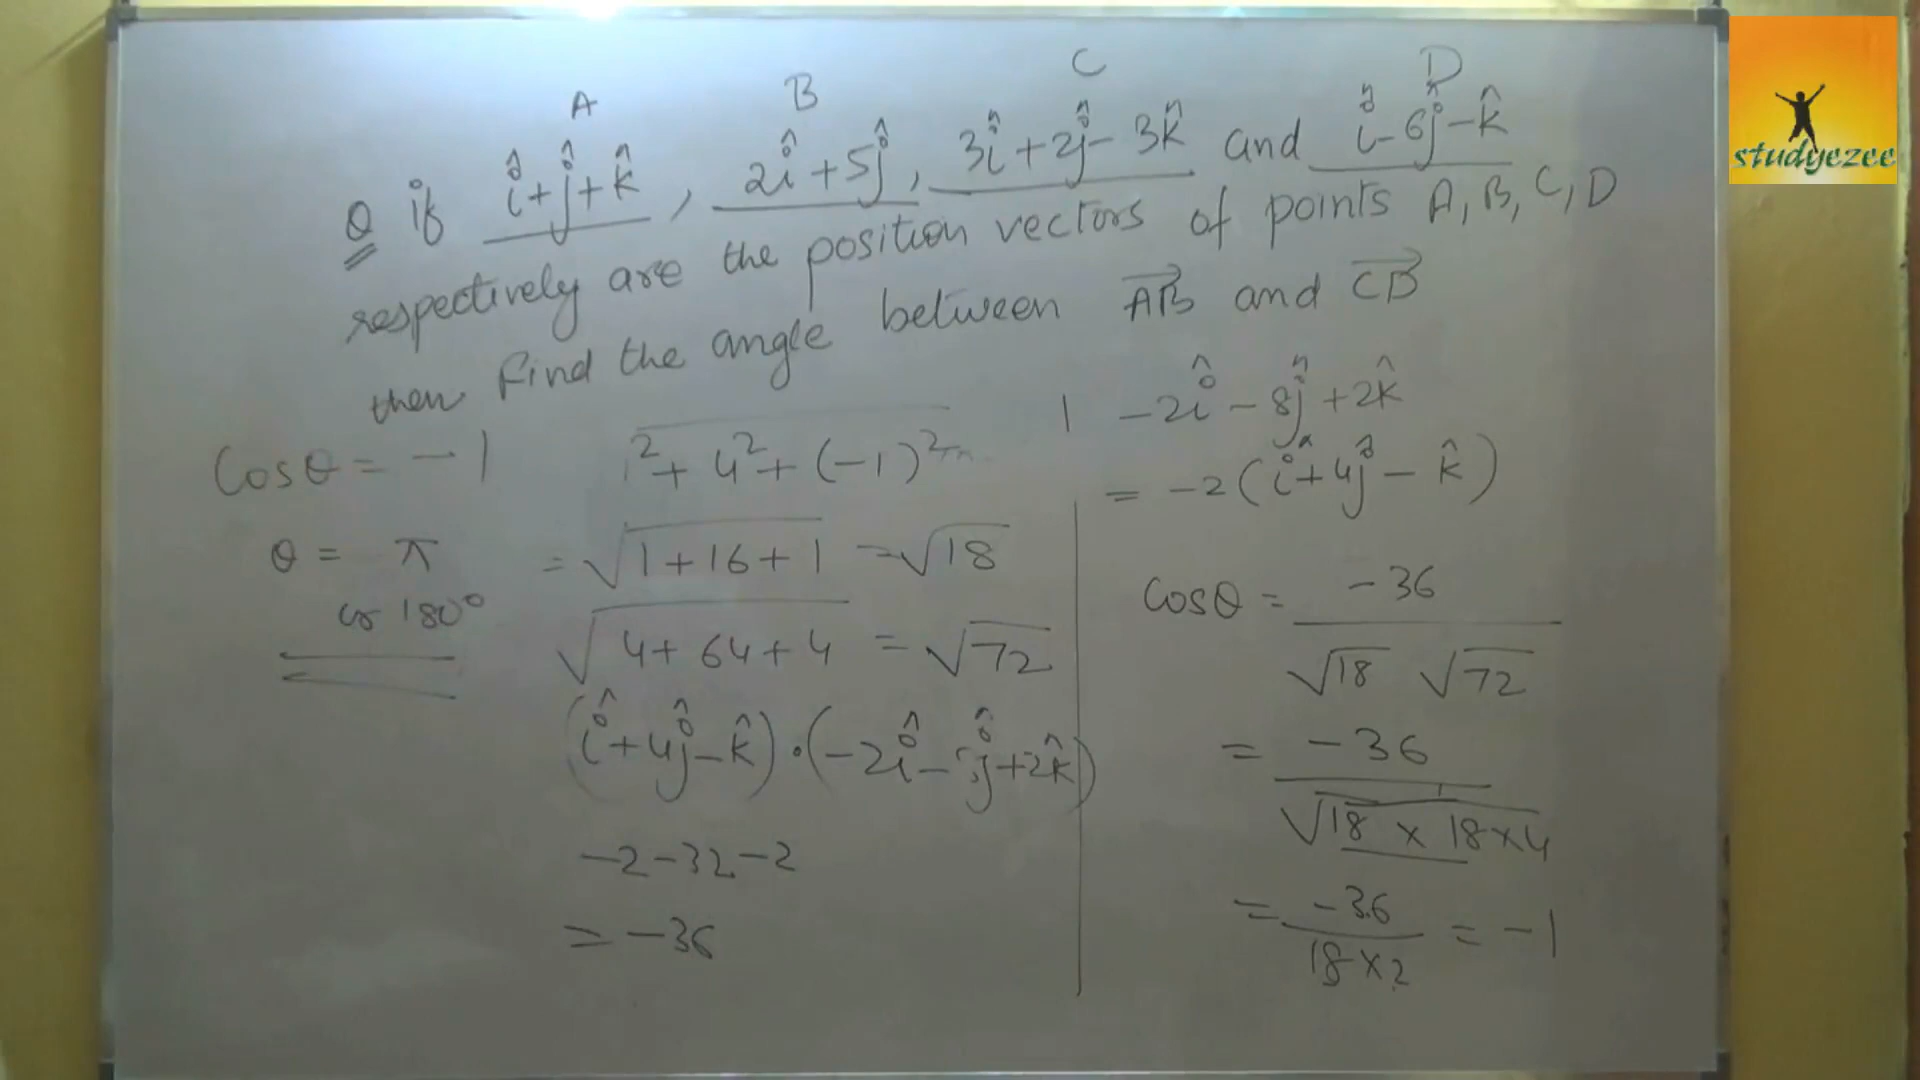 A B C D
Q if î+ĵ+k̂, 2î+5ĵ, 3î+2ĵ-3k̂ and î-6ĵ-k̂
respectively are the position vectors of points A, B, C, D
then find the angle between AB⃗ and CD⃗
studyezee
cosθ = -1
θ = π
or 180°
²+4²+(-1)²
= √1+16+1 = √18
√4+64+4 = √72
(î+4ĵ-k̂)·(-2î- ĵ+2k̂)
-2-32-2
= -36
-2î-8ĵ+2k̂
= -2(î+4ĵ-k̂)
cosθ = -36
√18 √72
= -36
√18×18×4
= -36 = -1
18×2